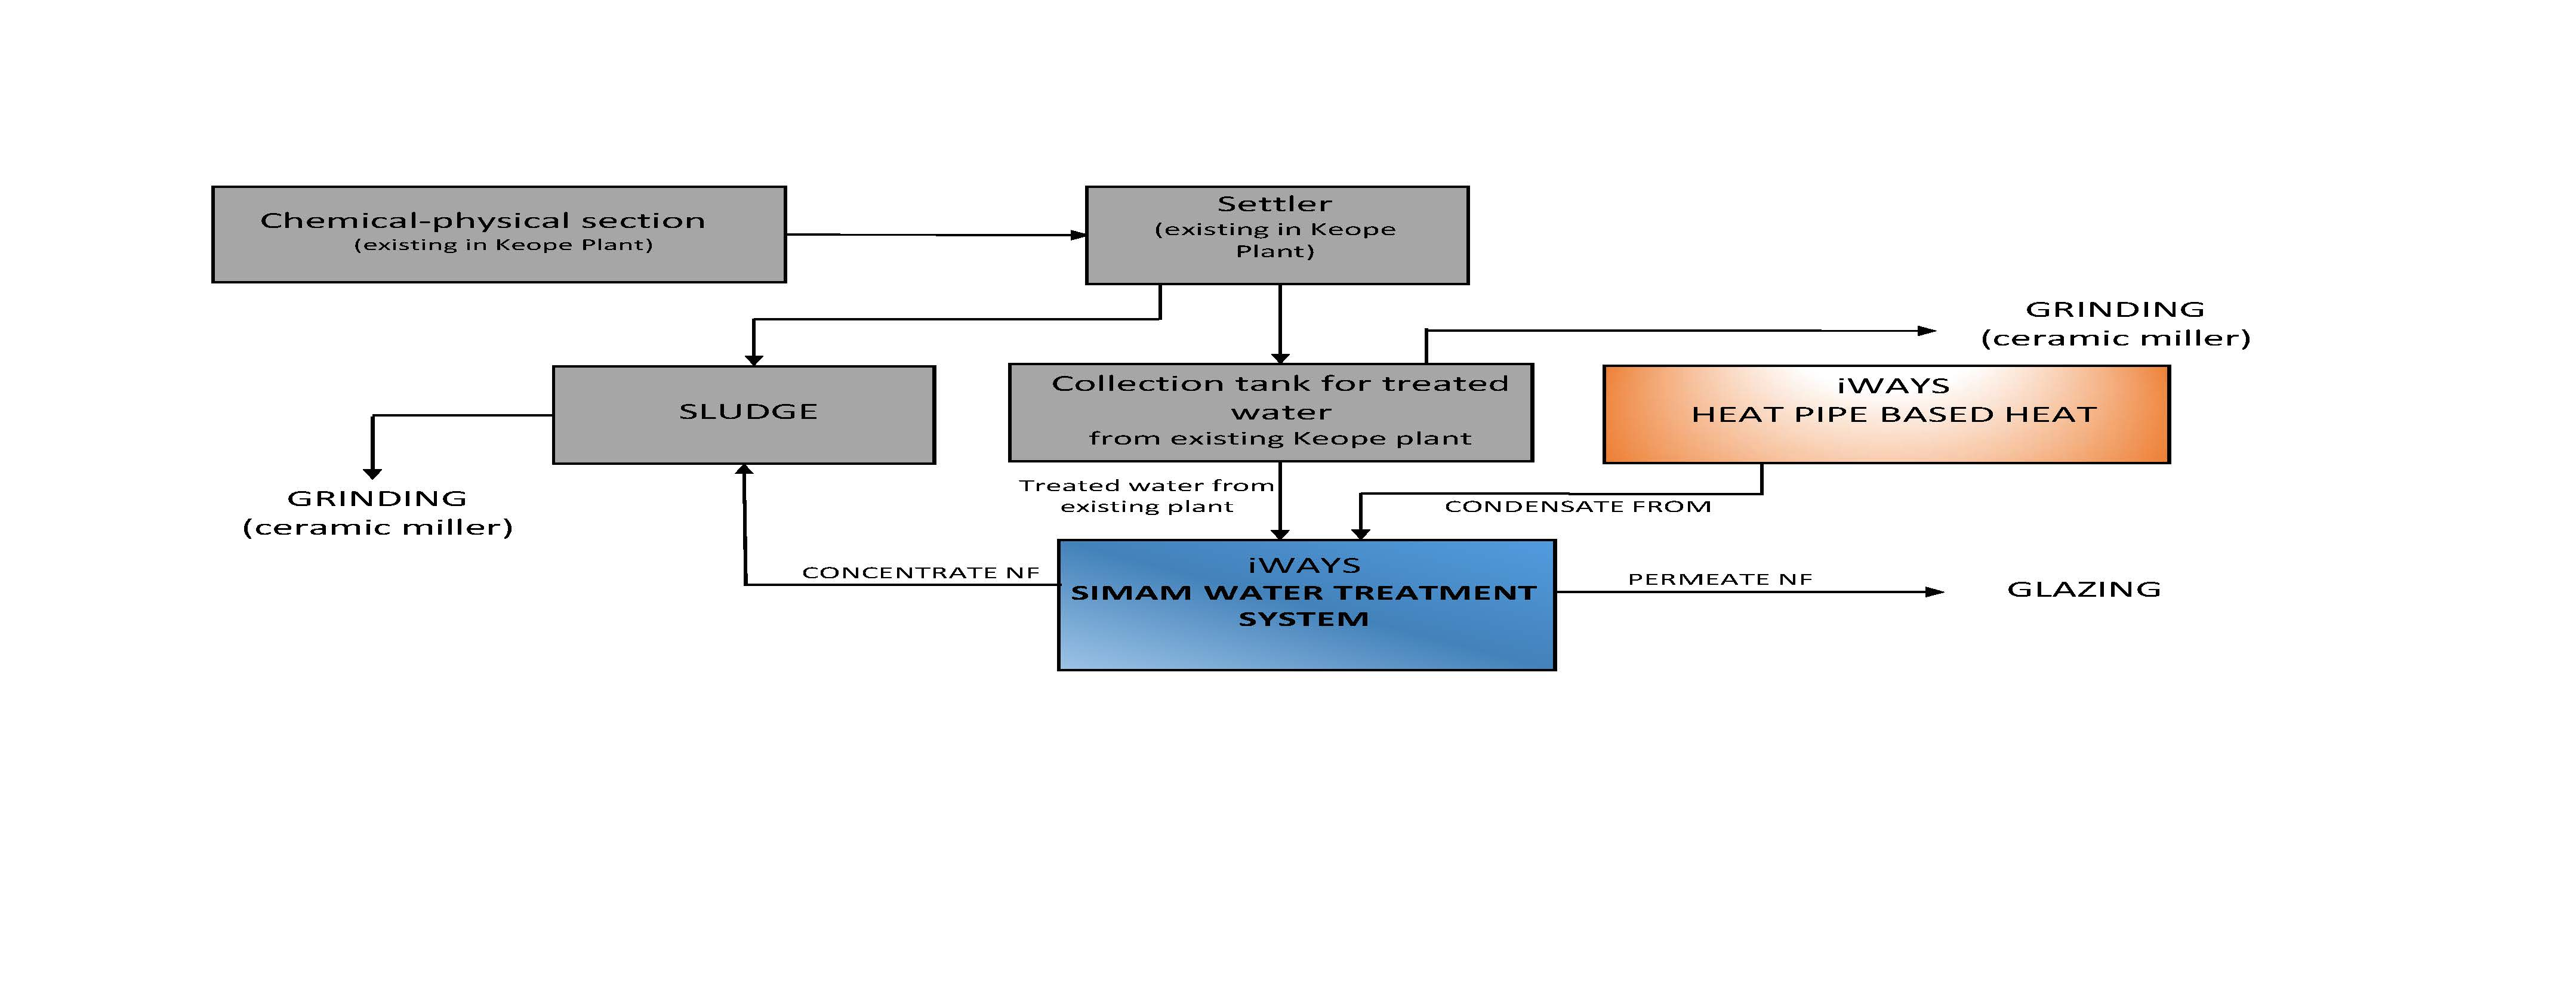 Chemical-physical section
(existing in Keope Plant)
Settler
(existing in Keope
Plant)
GRINDING
(ceramic miller)
SLUDGE
Collection tank for treated
water
from existing Keope plant
iWAYS
HEAT PIPE BASED HEAT
GRINDING
(ceramic miller)
Treated water from
existing plant
CONDENSATE FROM
CONCENTRATE NF
iWAYS
SIMAM WATER TREATMENT
SYSTEM
PERMEATE NF
GLAZING